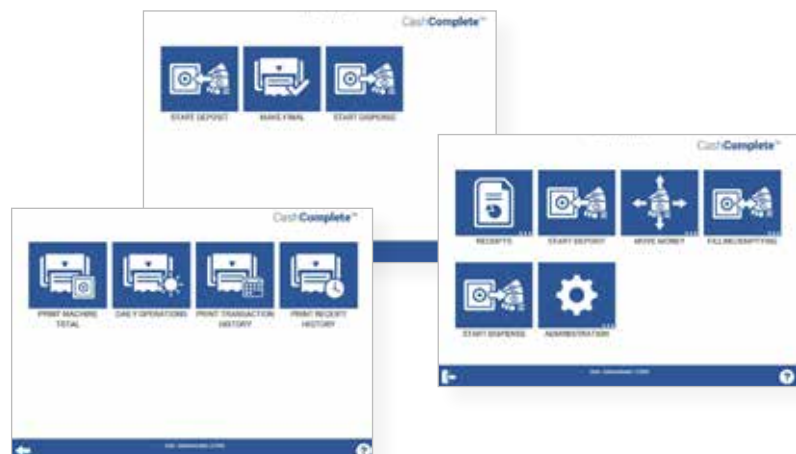 CashComplete™
START DEPOSIT MAKE FINAL START DISPENSE
CashComplete™
RECEIPTS START DEPOSIT MOVE MONEY FILLING/EMPTYING
START DISPENSE ADMINISTRATION
?
CashComplete™
PRINT MACHINE TOTAL
DAILY OPERATIONS
PRINT TRANSACTION HISTORY
PRINT RECEIPT HISTORY
?